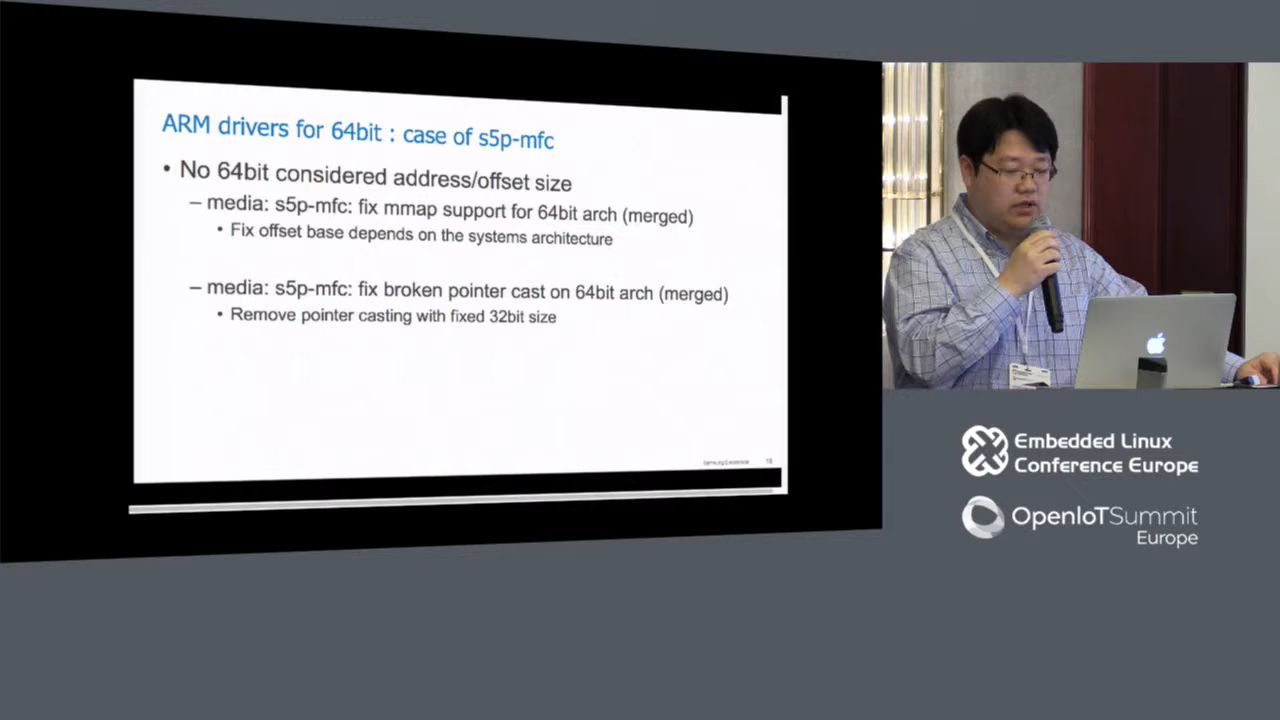 ARM drivers for 64bit : case of s5p-mfc
• No 64bit considered address/offset size
– media: s5p-mfc: fix mmap support for 64bit arch (merged)
• Fix offset base depends on the systems architecture
– media: s5p-mfc: fix broken pointer cast on 64bit arch (merged)
• Remove pointer casting with fixed 32bit size
Embedded Linux
Conference Europe
OpenIoTSummit
Europe